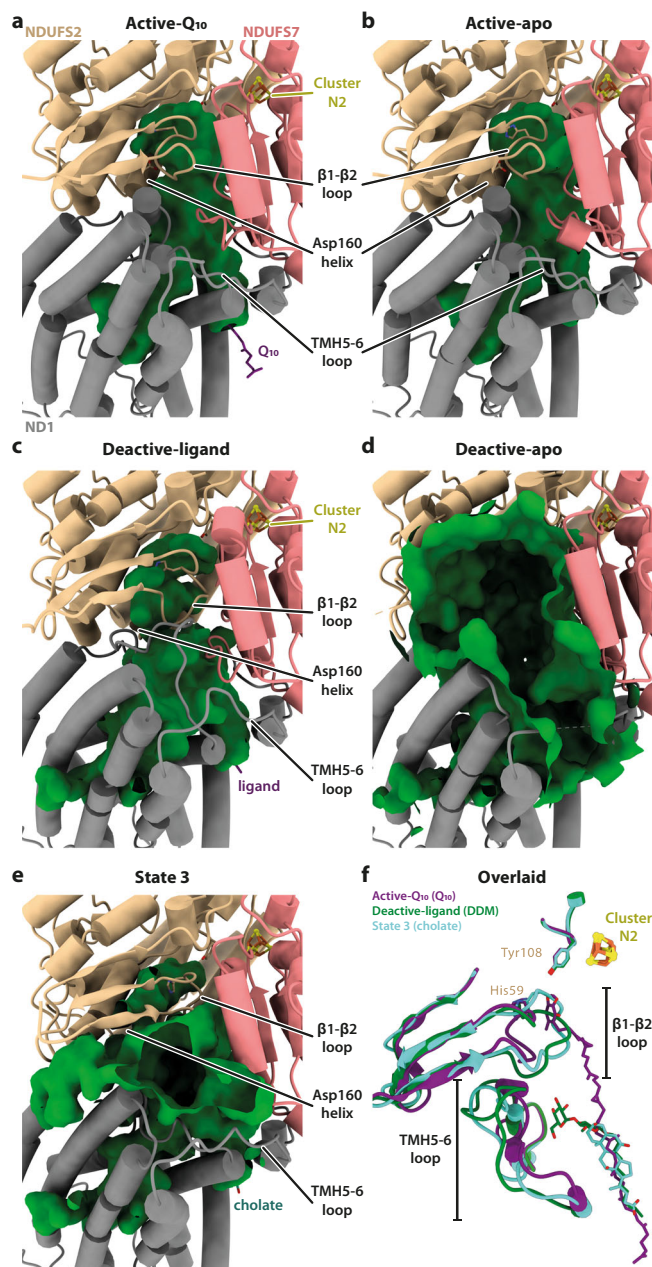 a
Active-Q₁₀
b
Active-apo
NDUFS2
NDUFS7
Cluster
N2
β1-β2
loop
Asp160
helix
TMH5-6
loop
Q₁₀
ND1
c
Deactive-ligand
d
Deactive-apo
Cluster
N2
β1-β2
loop
Asp160
helix
TMH5-6
loop
ligand
e
State 3
f
Overlaid
Active-Q₁₀ (Q₁₀)
Deactive-ligand (DDM)
State 3 (cholate)
Cluster
N2
Tyr108
His59
β1-β2
loop
β1-β2
loop
Asp160
helix
TMH5-6
loop
TMH5-6
loop
cholate